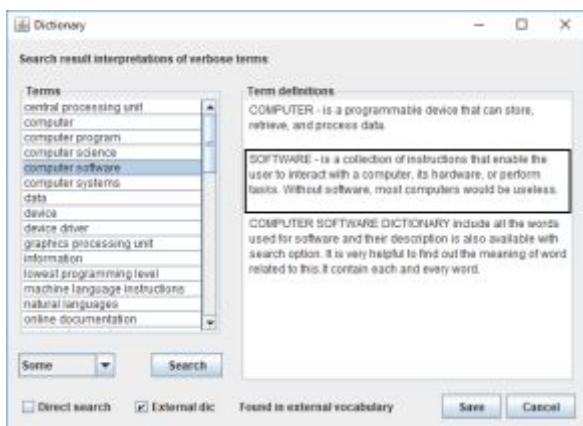 Dictionary
Search result interpretations of verbose terms
Terms
central processing unit
computer
computer program
computer science
computer software
computer systems
data
device
device driver
graphics processing unit
information
lowest programming level
machine language instructions
natural languages
online documentation
Term definitions
COMPUTER - is a programmable device that can store,
retrieve, and process data.
SOFTWARE - is a collection of instructions that enable the
user to interact with a computer, its hardware, or perform
tasks. Without software, most computers would be useless.
COMPUTER SOFTWARE DICTIONARY include all the words
used for software and their description is also available with
search option. It is very helpful to find out the meaning of word
related to this.It contain each and every word.
Some
Search
Direct search
External dic
Found in external vocabulary
Save
Cancel